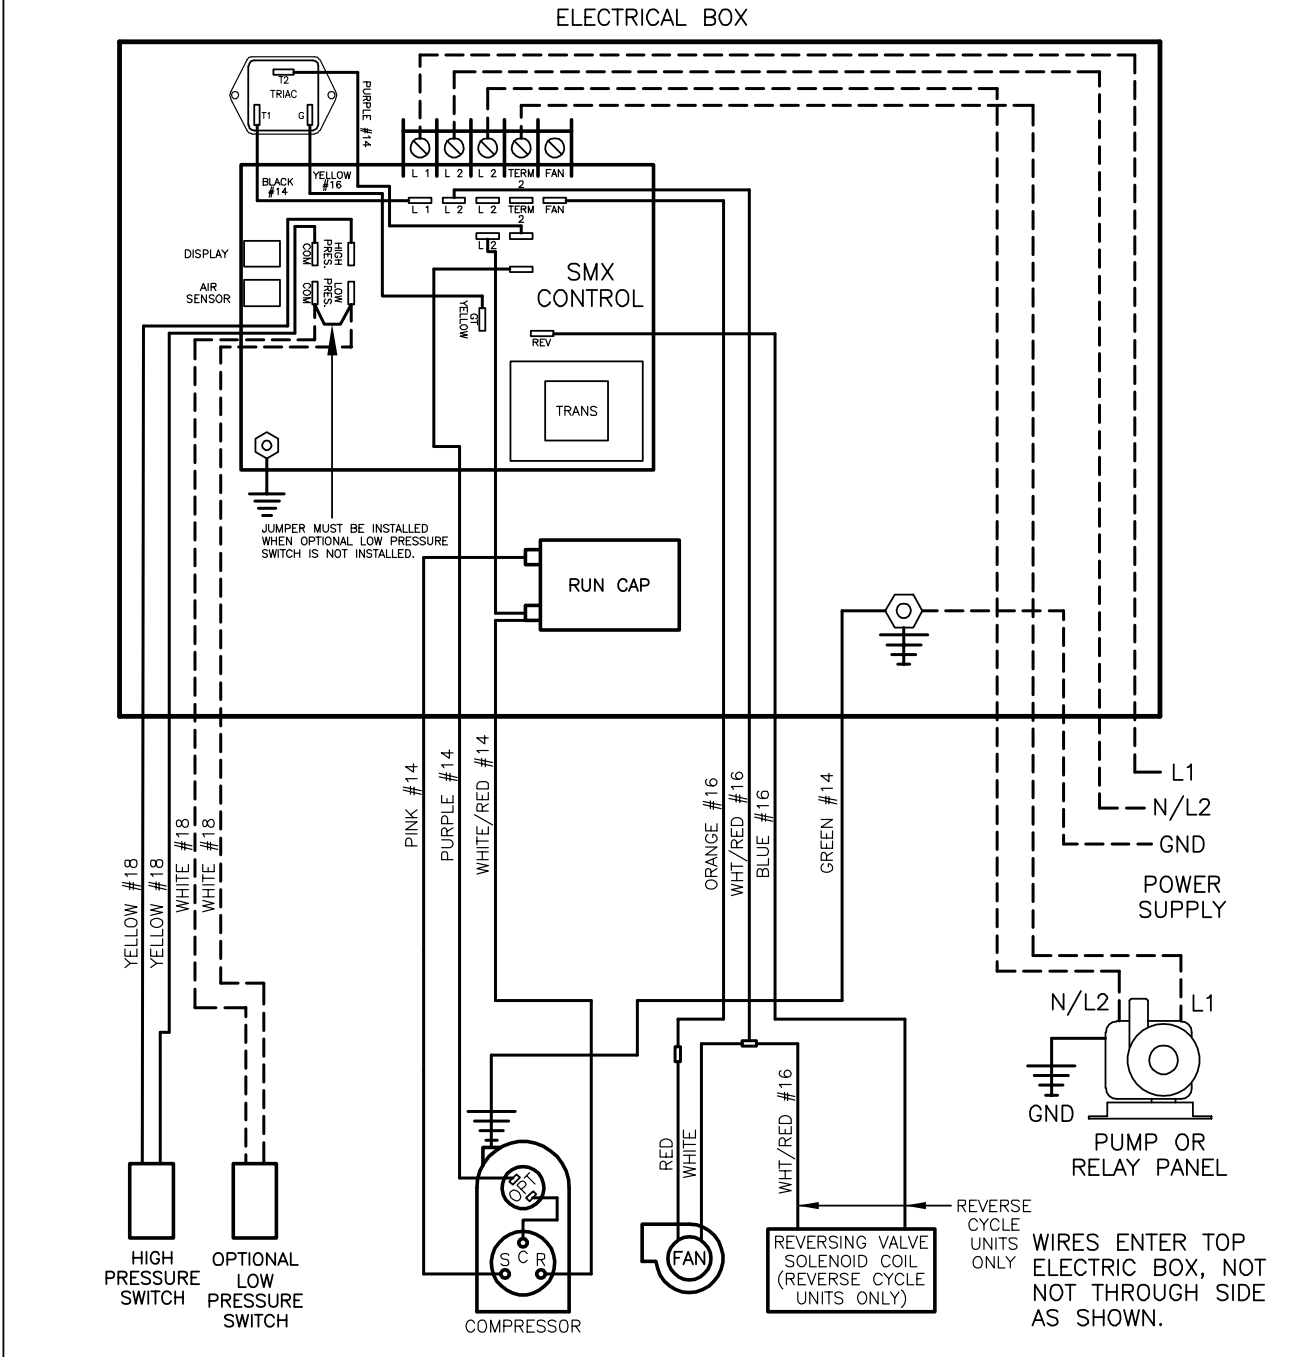 ELECTRICAL BOX
T2
TRIAC
T1
G
PURPLE #14
BLACK
#14
YELLOW
#16
L 1
L 2
L 2
TERM
2
FAN
L 1
L 2
L 2
TERM
2
FAN
L 2
DISPLAY
AIR
SENSOR
COM
HIGH
PRES.
COM
LOW
PRES.
SMX
CONTROL
GT
YELLOW
REV
TRANS
JUMPER MUST BE INSTALLED
WHEN OPTIONAL LOW PRESSURE
SWITCH IS NOT INSTALLED.
RUN CAP
YELLOW #18
YELLOW #18
WHITE #18
WHITE #18
PINK #14
PURPLE #14
WHITE/RED #14
ORANGE #16
WHT/RED #16
BLUE #16
GREEN #14
L1
N/L2
GND
POWER
SUPPLY
N/L2
L1
GND
PUMP OR
RELAY PANEL
RED
WHITE
WHT/RED #16
REVERSE
CYCLE
UNITS
ONLY
HIGH
PRESSURE
SWITCH
OPTIONAL
LOW
PRESSURE
SWITCH
OPT
S
C
R
COMPRESSOR
FAN
REVERSING VALVE
SOLENOID COIL
(REVERSE CYCLE
UNITS ONLY)
WIRES ENTER TOP
ELECTRIC BOX, NOT
NOT THROUGH SIDE
AS SHOWN.